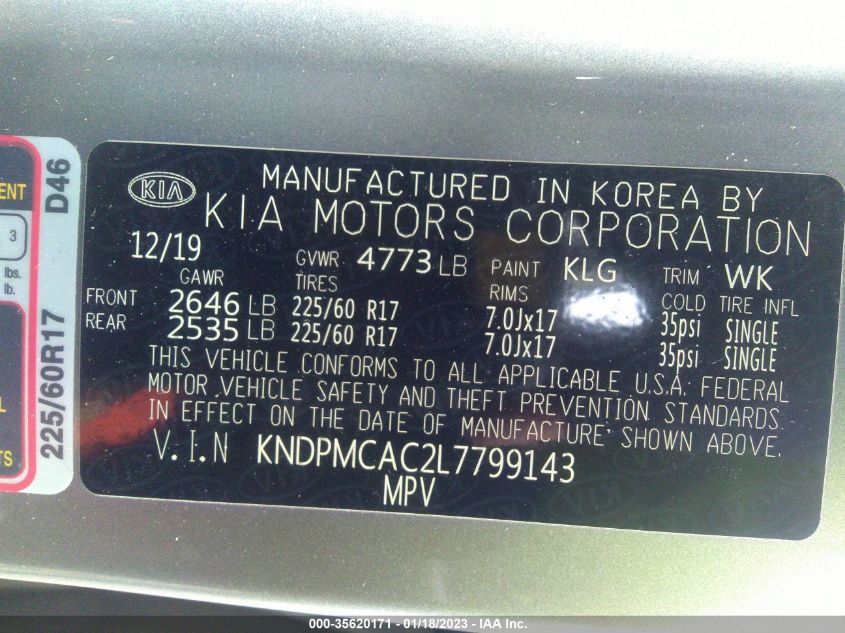 ENT
3
lbs.
lb.
L
TS
225/60R17 D46
KIA
MANUFACTURED IN KOREA BY
KIA MOTORS CORPORATION
12/19 GVWR 4773 LB PAINT KLG TRIM WK
GAWR TIRES RIMS COLD TIRE INFL
FRONT 2646 LB 225/60 R17 7.0Jx17 35psi SINGLE
REAR 2535 LB 225/60 R17 7.0Jx17 35psi SINGLE
THIS VEHICLE CONFORMS TO ALL APPLICABLE U.S.A. FEDERAL
MOTOR VEHICLE SAFETY AND THEFT PREVENTION STANDARDS
IN EFFECT ON THE DATE OF MANUFACTURE SHOWN ABOVE.
V.I.N KNDPMCAC2L7799143
MPV
000-35620171 - 01/18/2023 - IAA Inc.